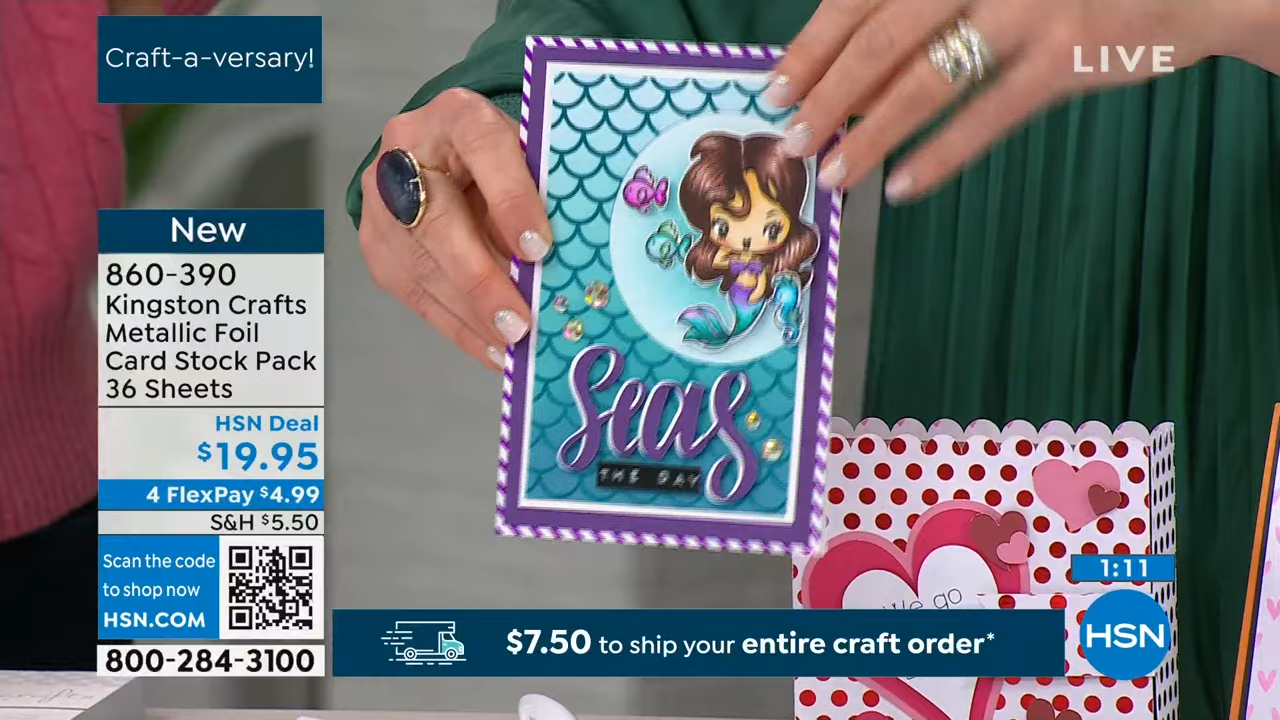 Craft-a-versary!
LIVE
New
860-390
Kingston Crafts
Metallic Foil
Card Stock Pack
36 Sheets
HSN Deal
$19.95
4 FlexPay $4.99
S&H $5.50
Scan the code
to shop now
HSN.COM
800-284-3100
Seas
THE DAY
We go
1:11
$7.50 to ship your entire craft order*
HSN